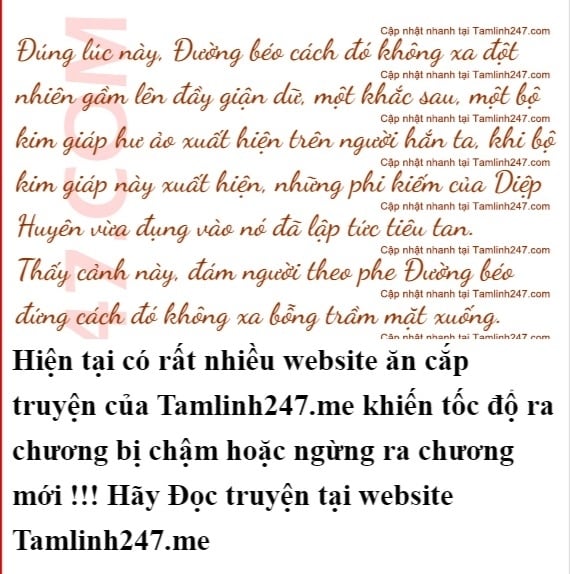 Cập nhật nhanh tại Tamlinh247.com
Đúng lúc này, Đường béo cách đó không xa đột
Cập nhật nhanh tại Tamlinh247.com
nhiên gầm lên đầy giận dữ, một khắc sau, một bộ
Cập nhật nhanh tại Tamlinh247.com
kim giáp hư ảo xuất hiện trên người hắn ta, khi bộ
Cập nhật nhanh tại Tamlinh247.com
kim giáp này xuất hiện, những phi kiếm của Diệp
Cập nhật nhanh tại Tamlinh247.com
Huyên vừa đụng vào nó đã lập tức tiêu tan.
Cập nhật nhanh tại Tamlinh247.com
Thấy cảnh này, đám người theo phe Đường béo
Cập nhật nhanh tại Tamlinh247.com
đứng cách đó không xa bỗng trầm mặt xuống.
Cập nhật nhanh tại Tamlinh247.com
47.COM
Hiện tại có rất nhiều website ăn cắp
truyện của Tamlinh247.me khiến tốc độ ra
chương bị chậm hoặc ngừng ra chương
mới !!! Hãy Đọc truyện tại website
Tamlinh247.me